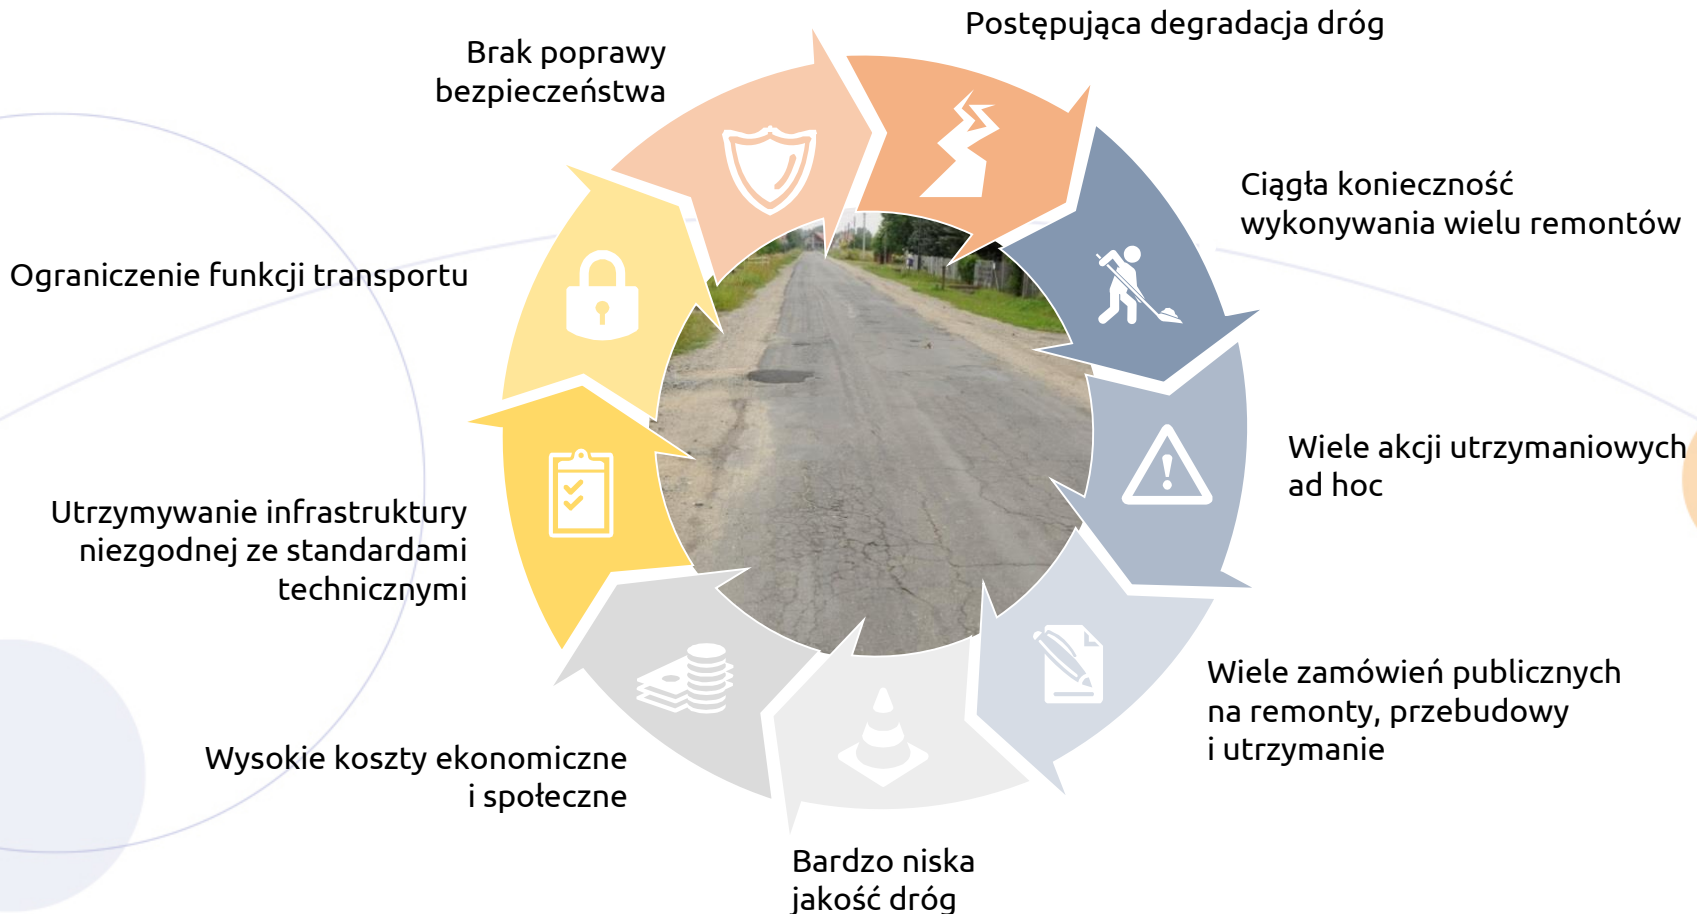 Postępująca degradacja dróg
Ciągła konieczność
wykonywania wielu remontów
Wiele akcji utrzymaniowych
ad hoc
Wiele zamówień publicznych
na remonty, przebudowy
i utrzymanie
Bardzo niska
jakość dróg
Wysokie koszty ekonomiczne
i społeczne
Utrzymywanie infrastruktury
niezgodnej ze standardami
technicznymi
Ograniczenie funkcji transportu
Brak poprawy
bezpieczeństwa